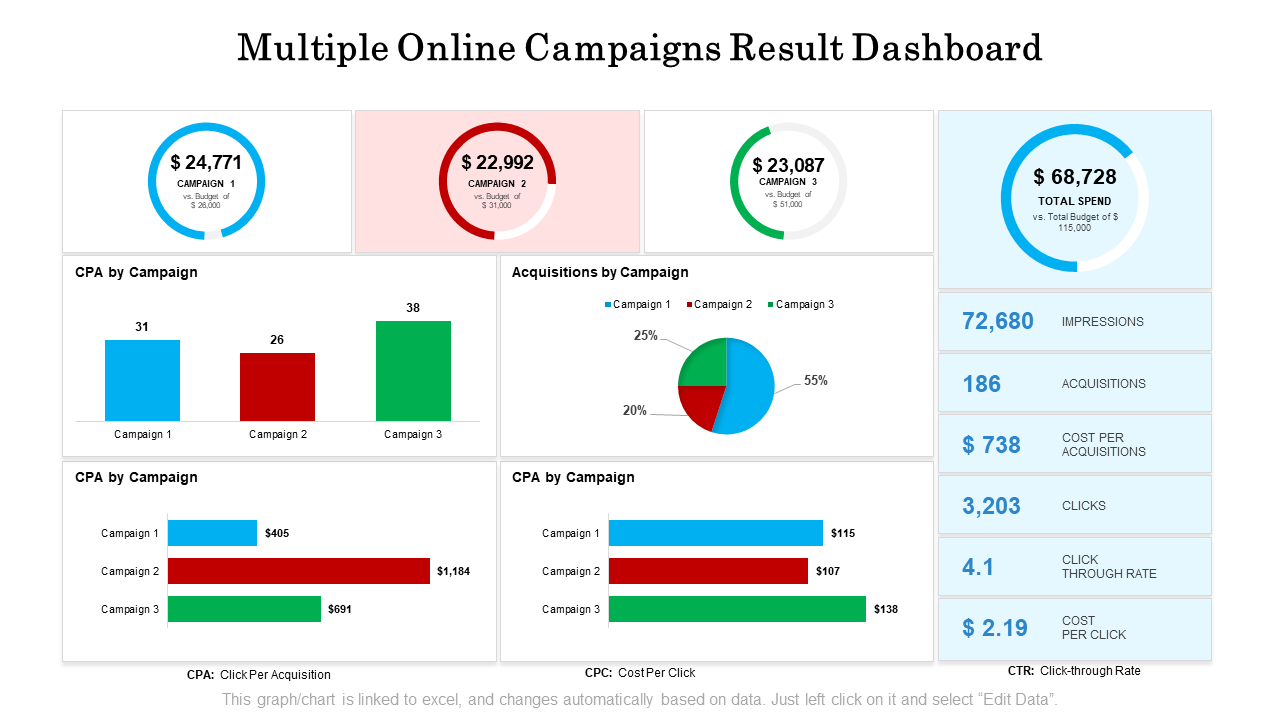 Multiple Online Campaigns Result Dashboard
$ 24,771
CAMPAIGN 1
vs. Budget of
$ 26,000
$ 22,992
CAMPAIGN 2
vs. Budget of
$ 31,000
$ 23,087
CAMPAIGN 3
vs. Budget of
$ 51,000
$ 68,728
TOTAL SPEND
vs. Total Budget of $
115,000
CPA by Campaign
31
26
38
Campaign 1
Campaign 2
Campaign 3
Acquisitions by Campaign
Campaign 1
Campaign 2
Campaign 3
25%
55%
20%
CPA by Campaign
Campaign 1
$405
Campaign 2
$1,184
Campaign 3
$691
CPA by Campaign
Campaign 1
$115
Campaign 2
$107
Campaign 3
$138
72,680
IMPRESSIONS
186
ACQUISITIONS
$ 738
COST PER
ACQUISITIONS
3,203
CLICKS
4.1
CLICK
THROUGH RATE
$ 2.19
COST
PER CLICK
CPA: Click Per Acquisition
CPC: Cost Per Click
CTR: Click-through Rate
This graph/chart is linked to excel, and changes automatically based on data. Just left click on it and select “Edit Data”.